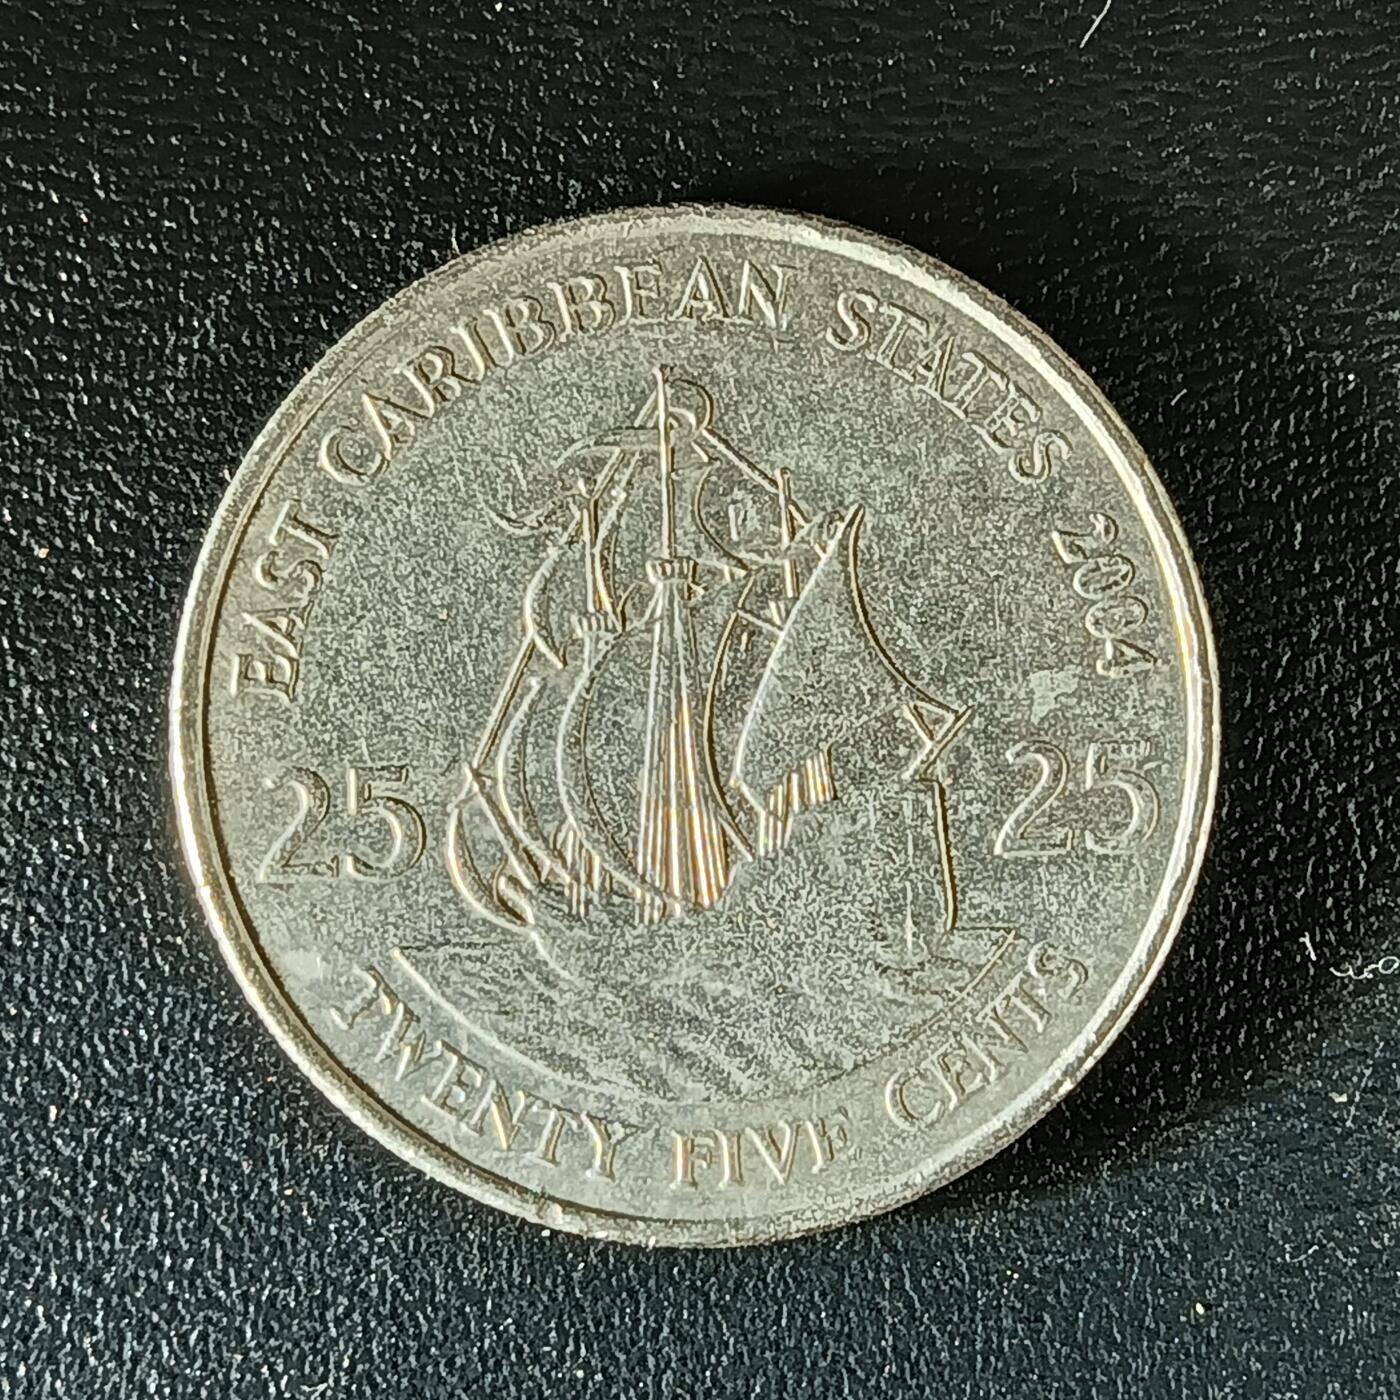 EAST CARIBBEAN STATES 2004
25 25
TWENTY FIVE CENTS